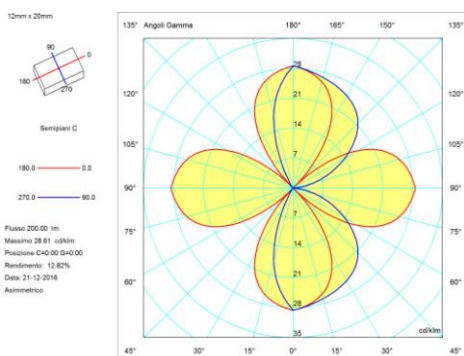 12mm x 20mm
90
0
180
270
Semipiani C
180.0 0.0
270.0 90.0
Flusso 200.00 lm
Massimo 28.61 cd/klm
Posizione C=0.00 G=0.00
Rendimento: 12.82%
Data: 21-12-2016
Asimmetrico
135° Angoli Gamma 180° 165° 150° 135°
120° 28 120°
21
105° 14 105°
7
90° 90°
7
75° 14 75°
21
60° 28 60°
35 cd/klm
45° 30° 15° 0° 15° 30° 45°